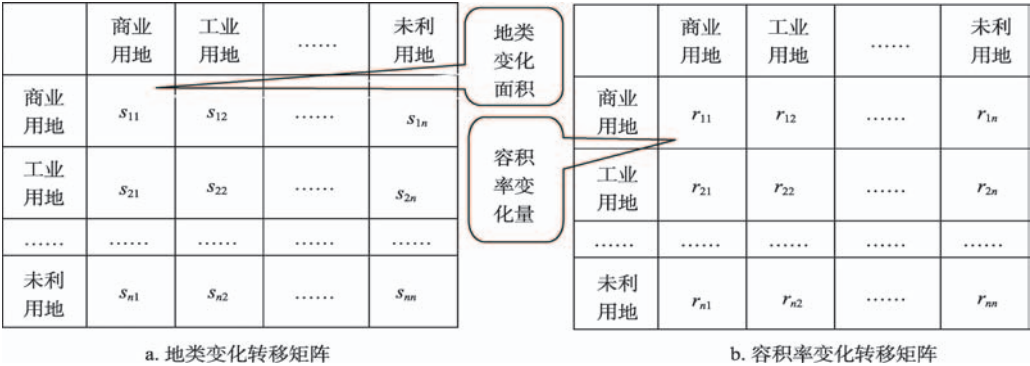 商业
用地
工业
用地
……
未利
用地
商业
用地
s11
s12
……
s1n
工业
用地
s21
s22
……
s2n
……
……
……
……
……
未利
用地
sn1
sn2
……
snn
a. 地类变化转移矩阵
地类
变化
面积
容积
率变
化量
商业
用地
工业
用地
……
未利
用地
商业
用地
r11
r12
……
r1n
工业
用地
r21
r22
……
r2n
……
……
……
……
……
未利
用地
rn1
rn2
……
rnn
b. 容积率变化转移矩阵